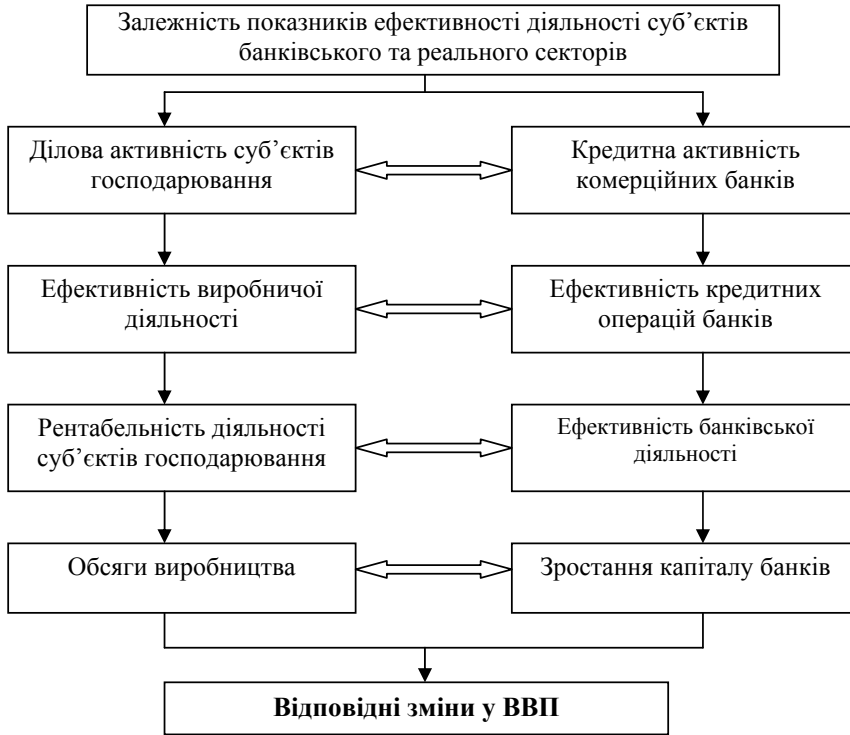 Залежність показників ефективності діяльності суб’єктів
банківського та реального секторів
Ділова активність суб’єктів
господарювання
Кредитна активність
комерційних банків
Ефективність виробничої
діяльності
Ефективність кредитних
операцій банків
Рентабельність діяльності
суб’єктів господарювання
Ефективність банківської
діяльності
Обсяги виробництва
Зростання капіталу банків
Відповідні зміни у ВВП